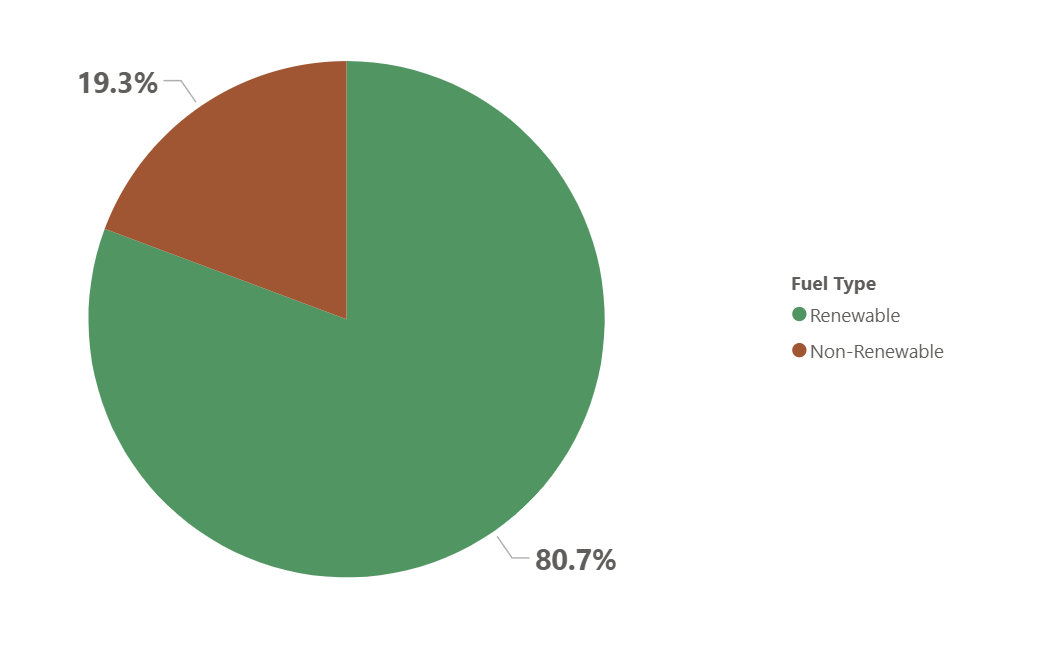 19.3%
Fuel Type
Renewable
Non-Renewable
80.7%